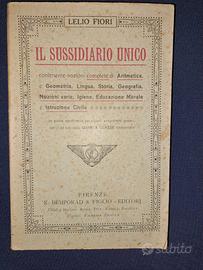 LELIO FIORI
IL SUSSIDIARIO UNICO
contenente nozioni complete di Aritmetica
e Geometria, Lingua, Storia, Geografia,
Nozioni varie, Igiene, Educazione Morale
e Istruzione Civile
FIRENZE
R. BEMPORAD & FIGLIO - EDITORI
subito